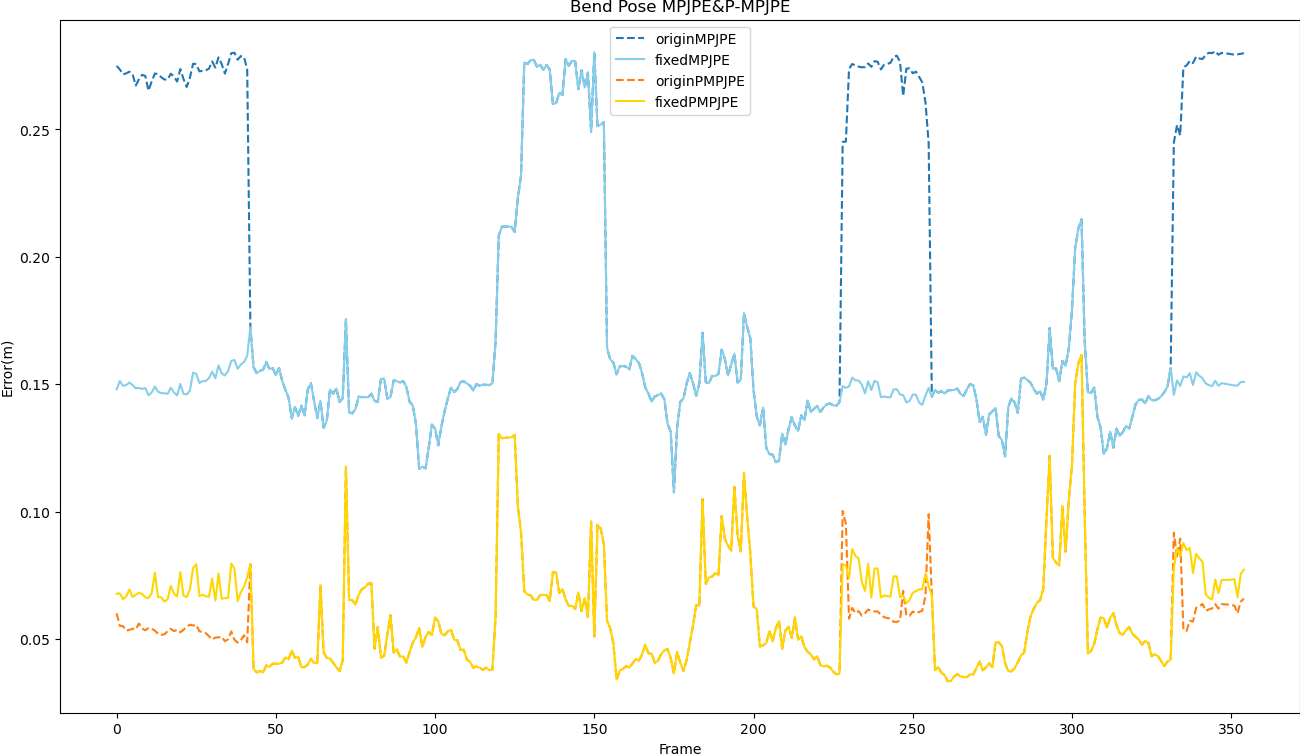 Bend Pose MPJPE&P-MPJPE
originMPJPE
fixedMPJPE
originPMPJPE
fixedPMPJPE
Error(m)
0.25
0.20
0.15
0.10
0.05
0 50 100 150 200 250 300 350
Frame